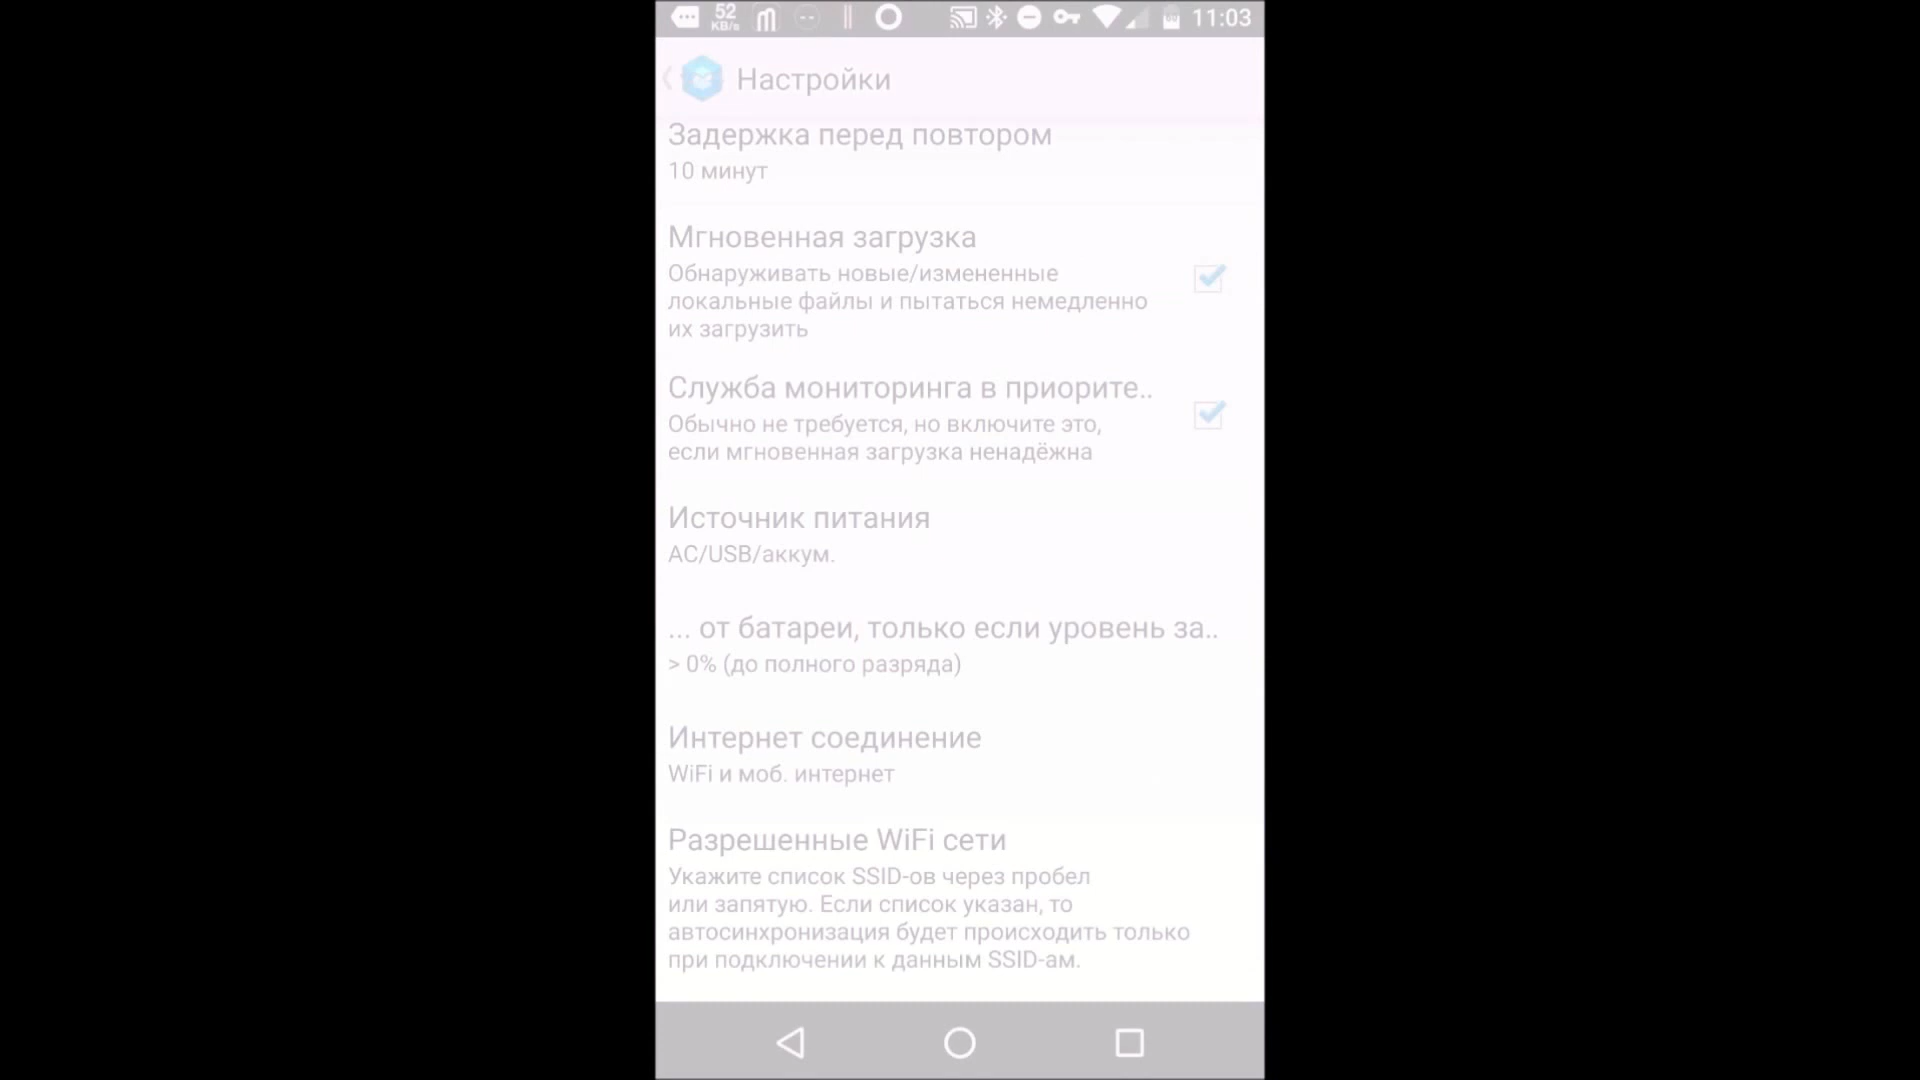 52
KB/s
11:03
Настройки
Задержка перед повтором
10 минут
Мгновенная загрузка
Обнаруживать новые/измененные
локальные файлы и пытаться немедленно
их загрузить
Служба мониторинга в приорите..
Обычно не требуется, но включите это,
если мгновенная загрузка ненадёжна
Источник питания
AC/USB/аккум.
... от батареи, только если уровень за..
> 0% (до полного разряда)
Интернет соединение
WiFi и моб. интернет
Разрешенные WiFi сети
Укажите список SSID-ов через пробел
или запятую. Если список указан, то
автосинхронизация будет происходить только
при подключении к данным SSID-ам.